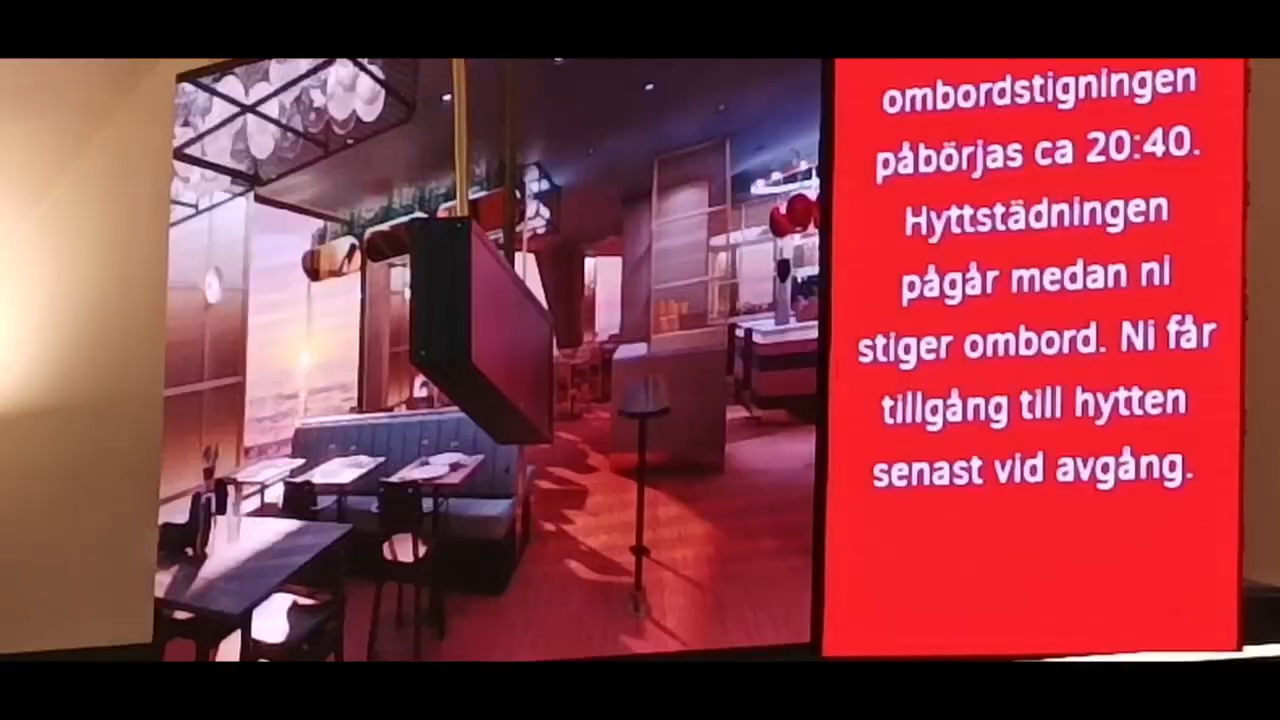 ombordstigningen
påbörjas ca 20:40.
Hyttstädningen
pågår medan ni
stiger ombord. Ni får
tillgång till hytten
senast vid avgång.